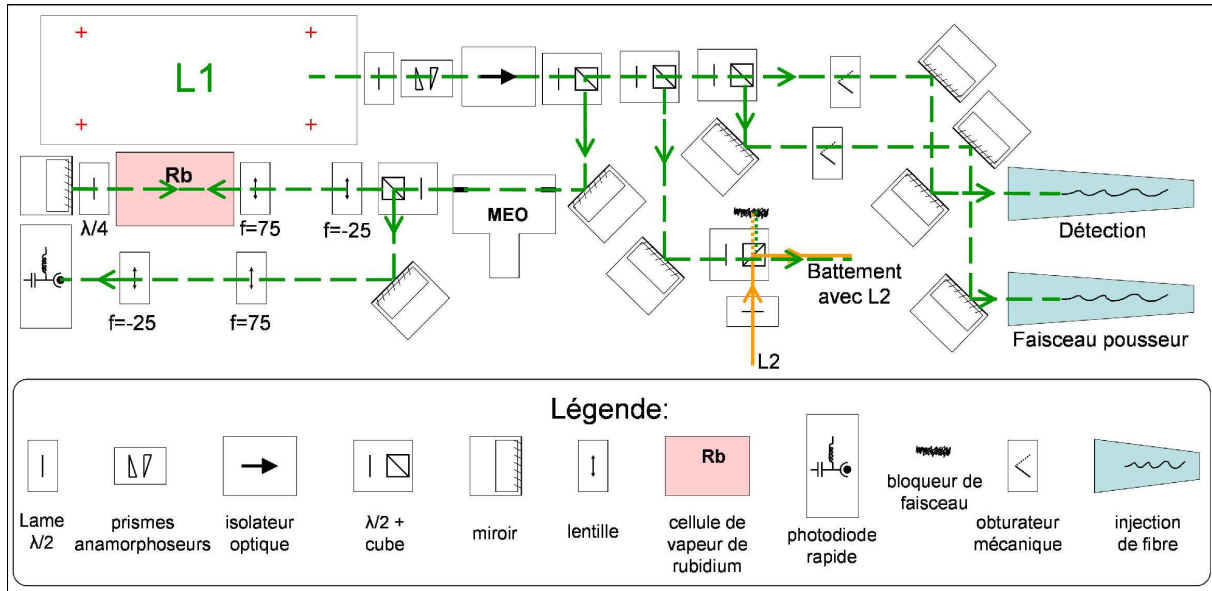 L1
Rb
MEO
λ/4
f=75
f=-25
f=-25
f=75
Battement
avec L2
L2
Détection
Faisceau pousseur
Légende:
Rb
Lame
λ/2
prismes
anamorphoseurs
isolateur
optique
λ/2 +
cube
miroir
lentille
cellule de
vapeur de
rubidium
photodiode
rapide
bloqueur de
faisceau
obturateur
mécanique
injection
de fibre